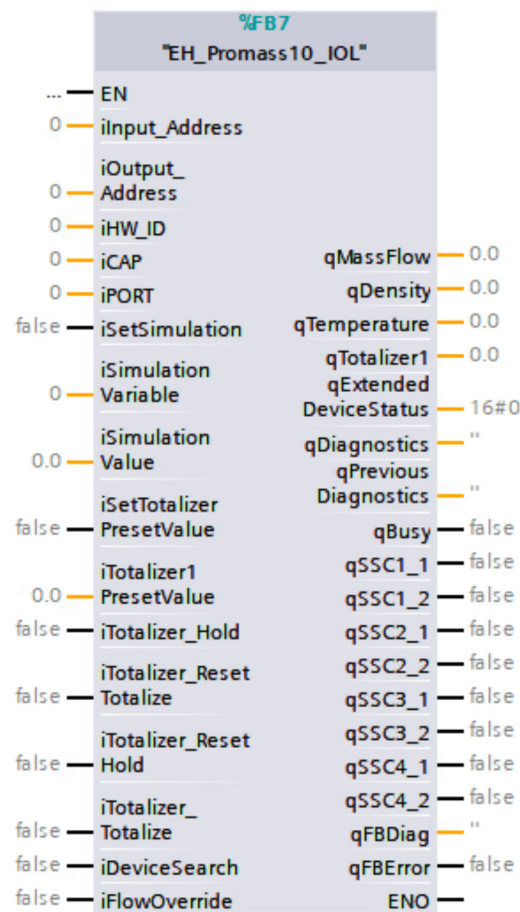 %FB7
"EH_Promass10_IOL"
... EN
0 iInput_Address
iOutput_
0 Address
0 iHW_ID
0 iCAP
0 iPORT
false iSetSimulation
iSimulation
0 Variable
iSimulation
0.0 Value
iSetTotalizer
false PresetValue
iTotalizer1
0.0 PresetValue
false iTotalizer_Hold
iTotalizer_Reset
false Totalize
iTotalizer_Reset
false Hold
iTotalizer_
false Totalize
false iDeviceSearch
false iFlowOverride
qMassFlow 0.0
qDensity 0.0
qTemperature 0.0
qTotalizer1 0.0
qExtended
DeviceStatus 16#0
qDiagnostics ''
qPrevious
Diagnostics ''
qBusy false
qSSC1_1 false
qSSC1_2 false
qSSC2_1 false
qSSC2_2 false
qSSC3_1 false
qSSC3_2 false
qSSC4_1 false
qSSC4_2 false
qFBDiag ''
qFBError false
ENO